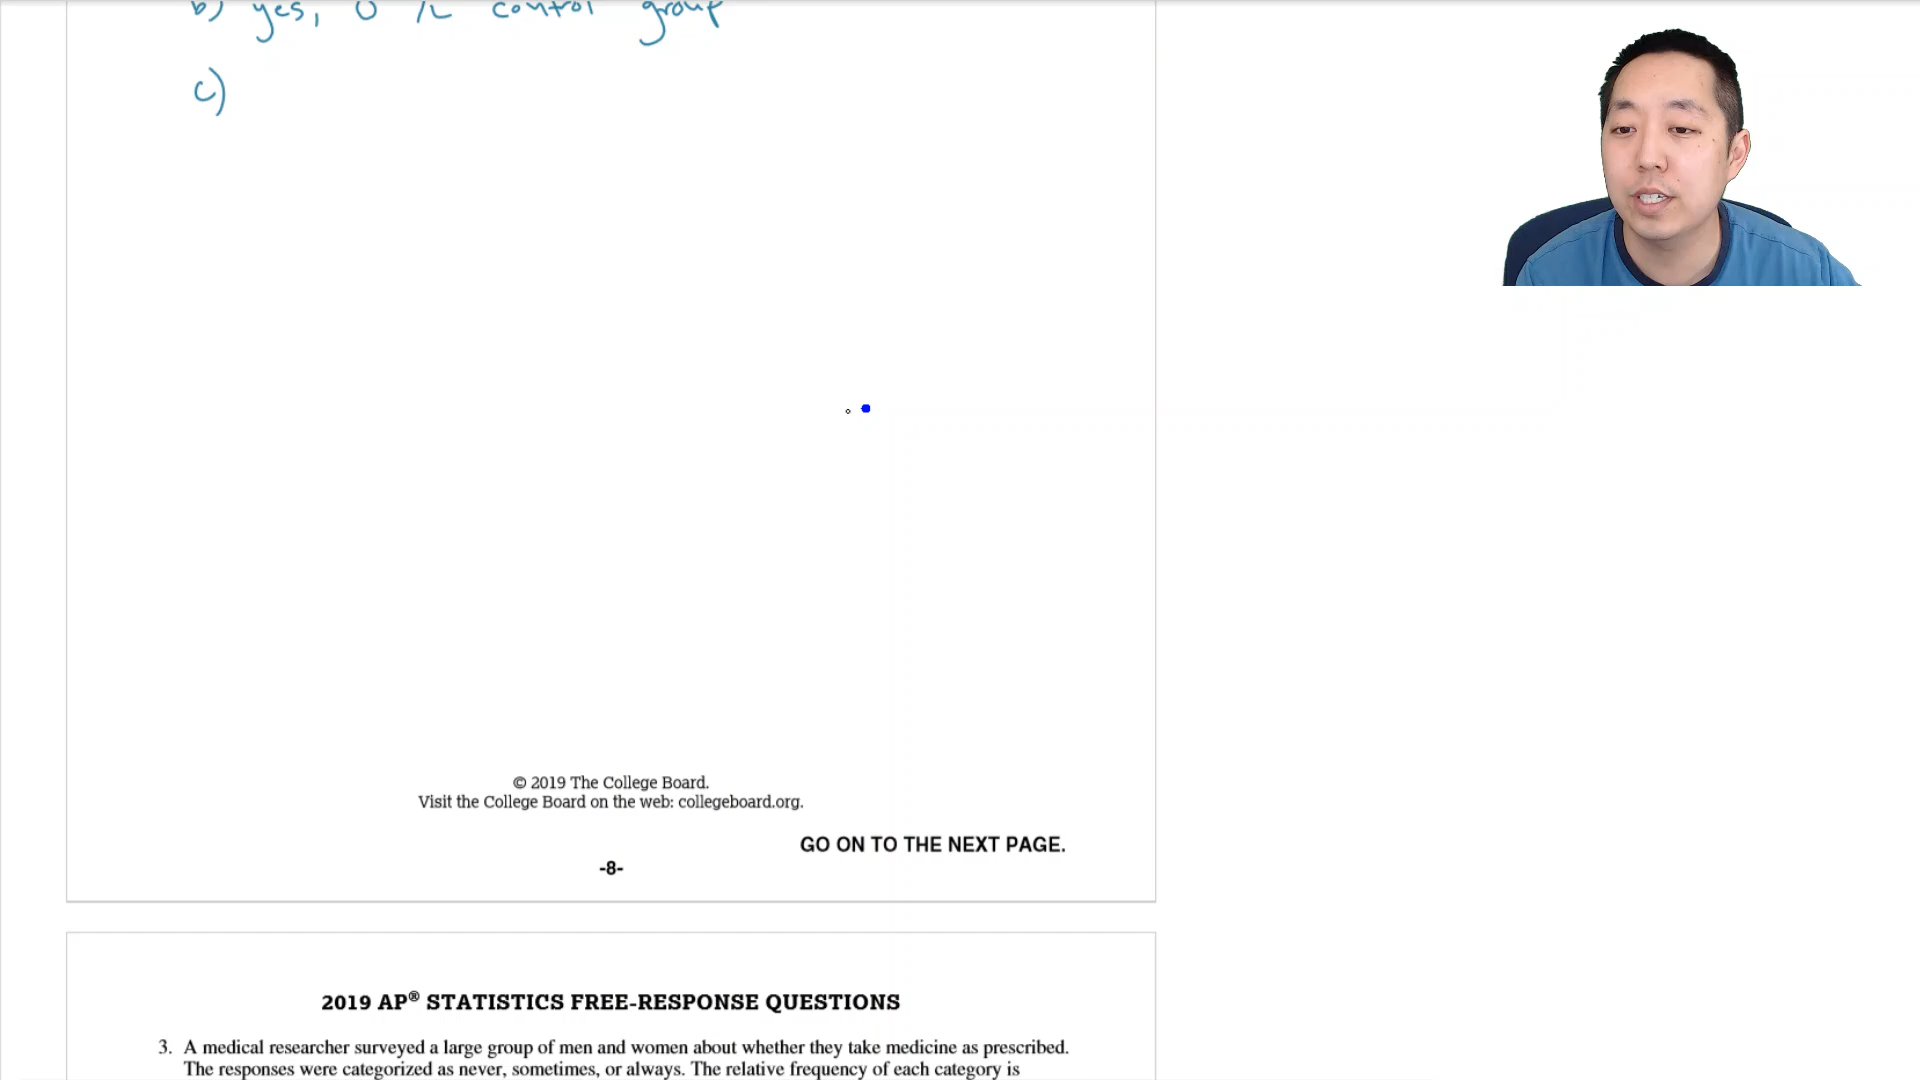 b) yes, 0 % control group
c)
© 2019 The College Board.
Visit the College Board on the web: collegeboard.org.
GO ON TO THE NEXT PAGE.
-8-
2019 AP® STATISTICS FREE-RESPONSE QUESTIONS
3. A medical researcher surveyed a large group of men and women about whether they take medicine as prescribed.
The responses were categorized as never, sometimes, or always. The relative frequency of each category is